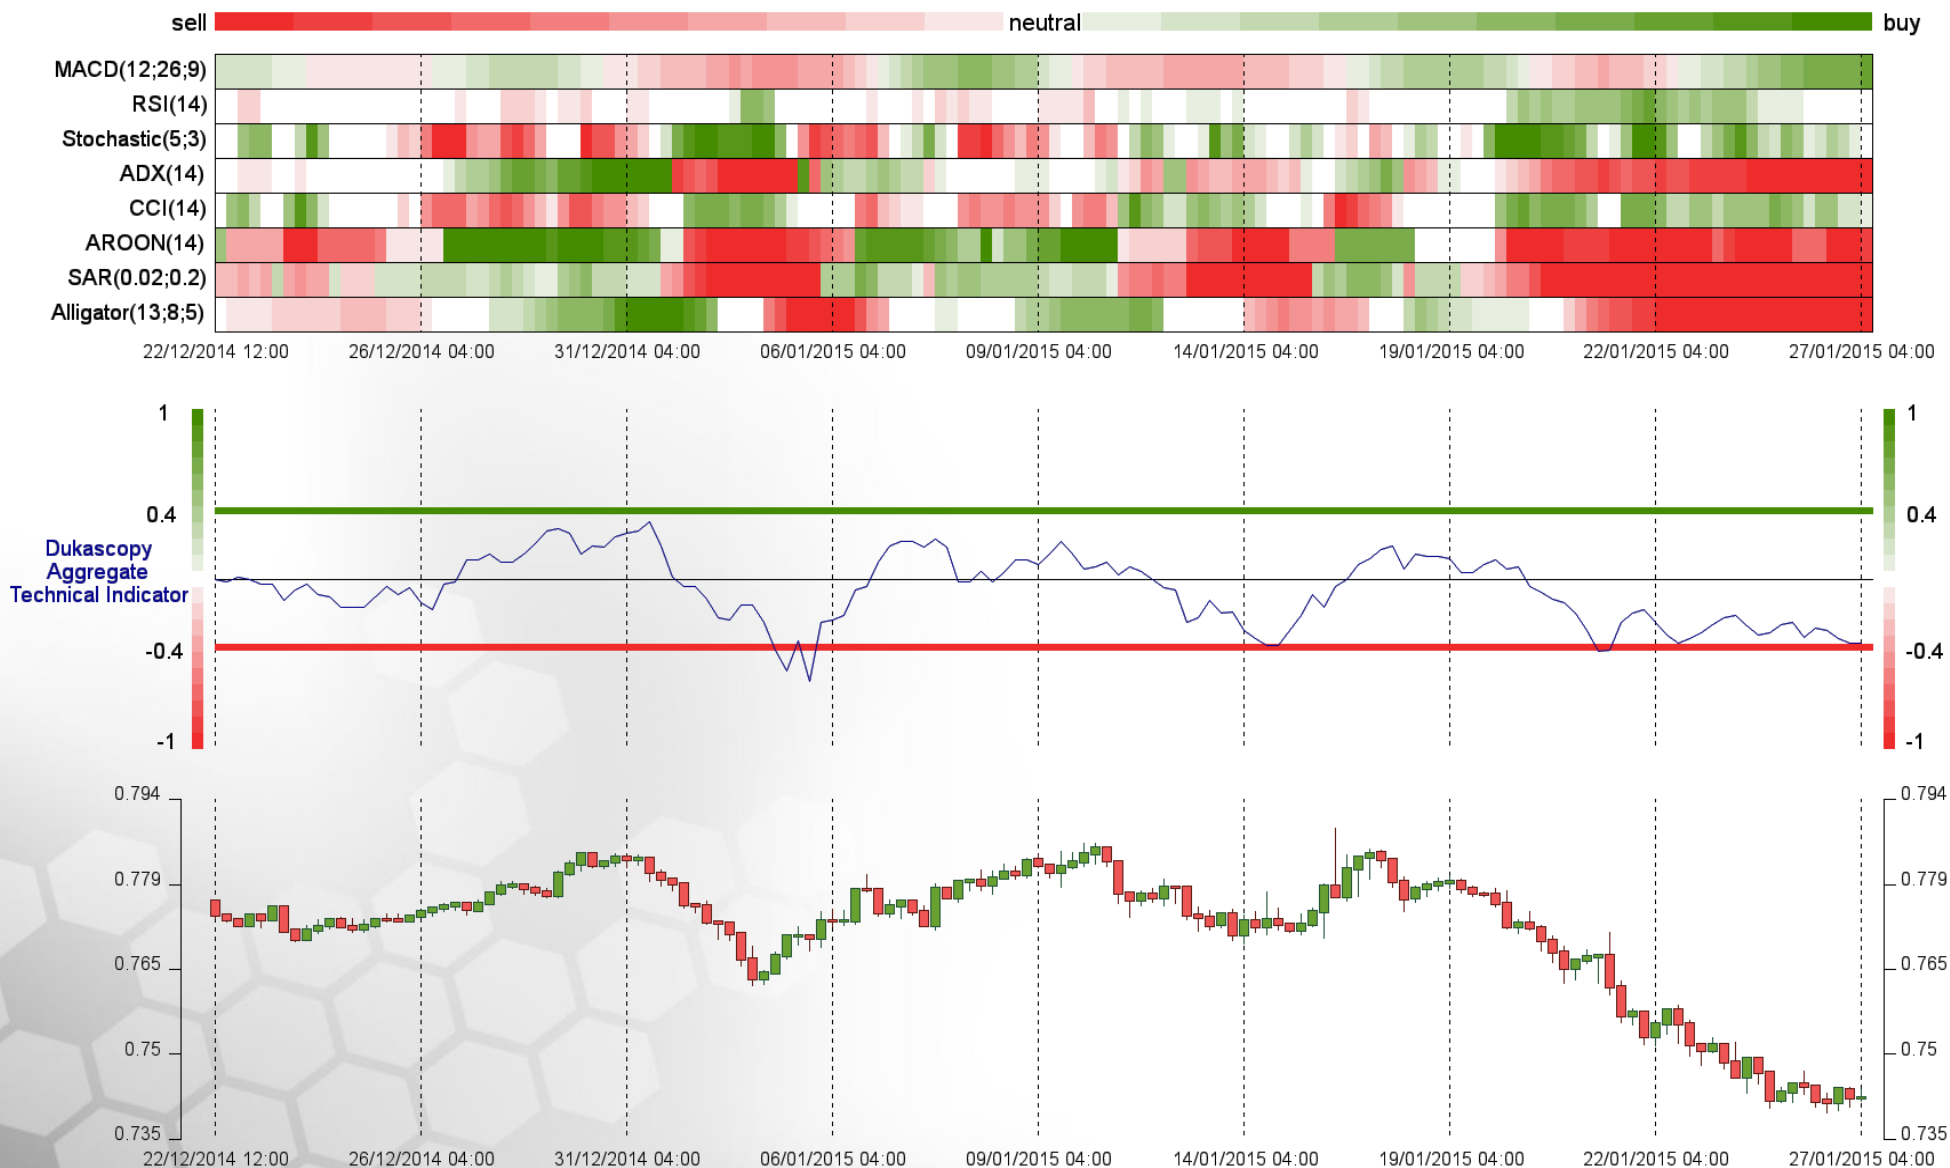 sell neutral buy
MACD(12;26;9)
RSI(14)
Stochastic(5;3)
ADX(14)
CCI(14)
AROON(14)
SAR(0.02;0.2)
Alligator(13;8;5)
22/12/2014 12:00 26/12/2014 04:00 31/12/2014 04:00 06/01/2015 04:00 09/01/2015 04:00 14/01/2015 04:00 19/01/2015 04:00 22/01/2015 04:00 27/01/2015 04:00
1 1
0.4 0.4
Dukascopy
Aggregate
Technical Indicator
-0.4 -0.4
-1 -1
0.794 0.794
0.779 0.779
0.765 0.765
0.75 0.75
0.735 0.735
22/12/2014 12:00 26/12/2014 04:00 31/12/2014 04:00 06/01/2015 04:00 09/01/2015 04:00 14/01/2015 04:00 19/01/2015 04:00 22/01/2015 04:00 27/01/2015 04:00